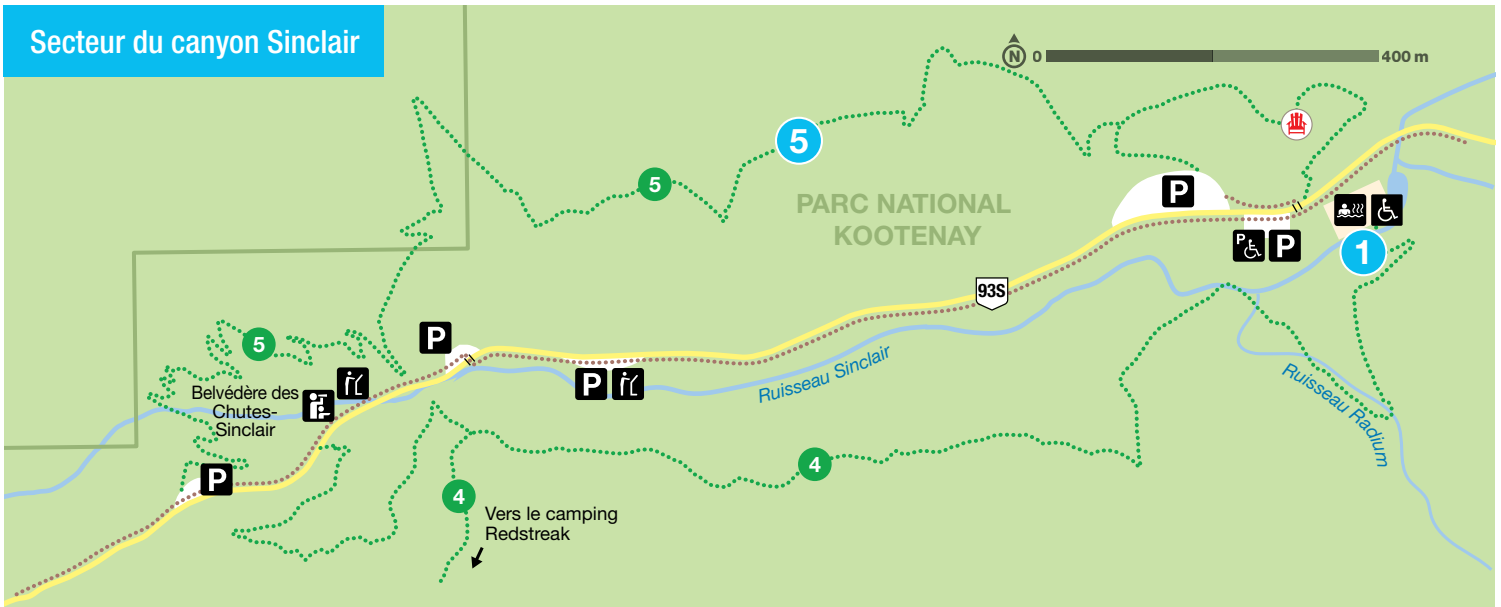 Secteur du canyon Sinclair
N 0 400 m
5
5
P
PARC NATIONAL
KOOTENAY
P P
1
93S
P
5
P
Ruisseau Sinclair
Belvédère des
Chutes-
Sinclair
Ruisseau Radium
P
4
4
Vers le camping
Redstreak